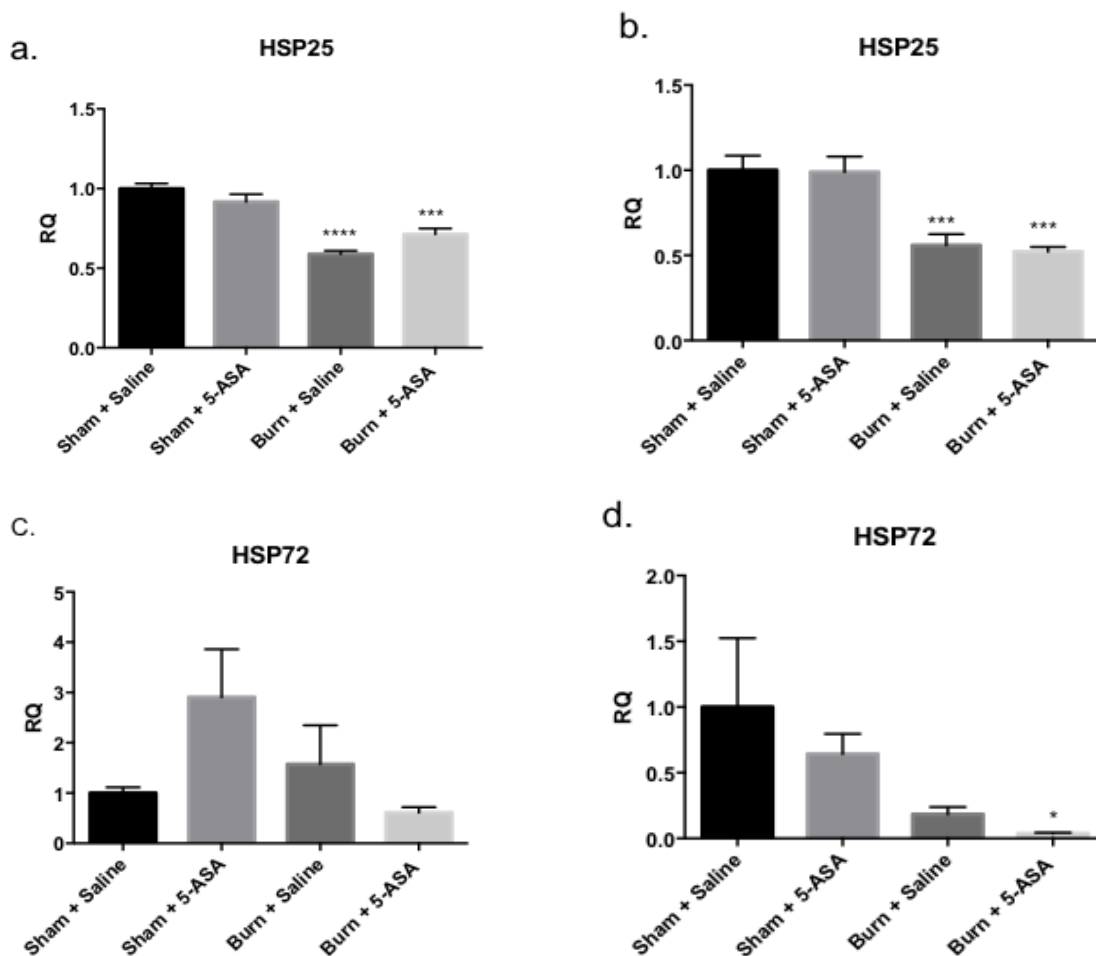 a.
HSP25
1.5
1.0
0.5
0.0
RQ
****
***
Sham + Saline
Sham + 5-ASA
Burn + Saline
Burn + 5-ASA
b.
HSP25
1.5
1.0
0.5
0.0
RQ
***
***
Sham + Saline
Sham + 5-ASA
Burn + Saline
Burn + 5-ASA
c.
HSP72
5
4
3
2
1
0
RQ
Sham + Saline
Sham + 5-ASA
Burn + Saline
Burn + 5-ASA
d.
HSP72
2.0
1.5
1.0
0.5
0.0
RQ
*
Sham + Saline
Sham + 5-ASA
Burn + Saline
Burn + 5-ASA